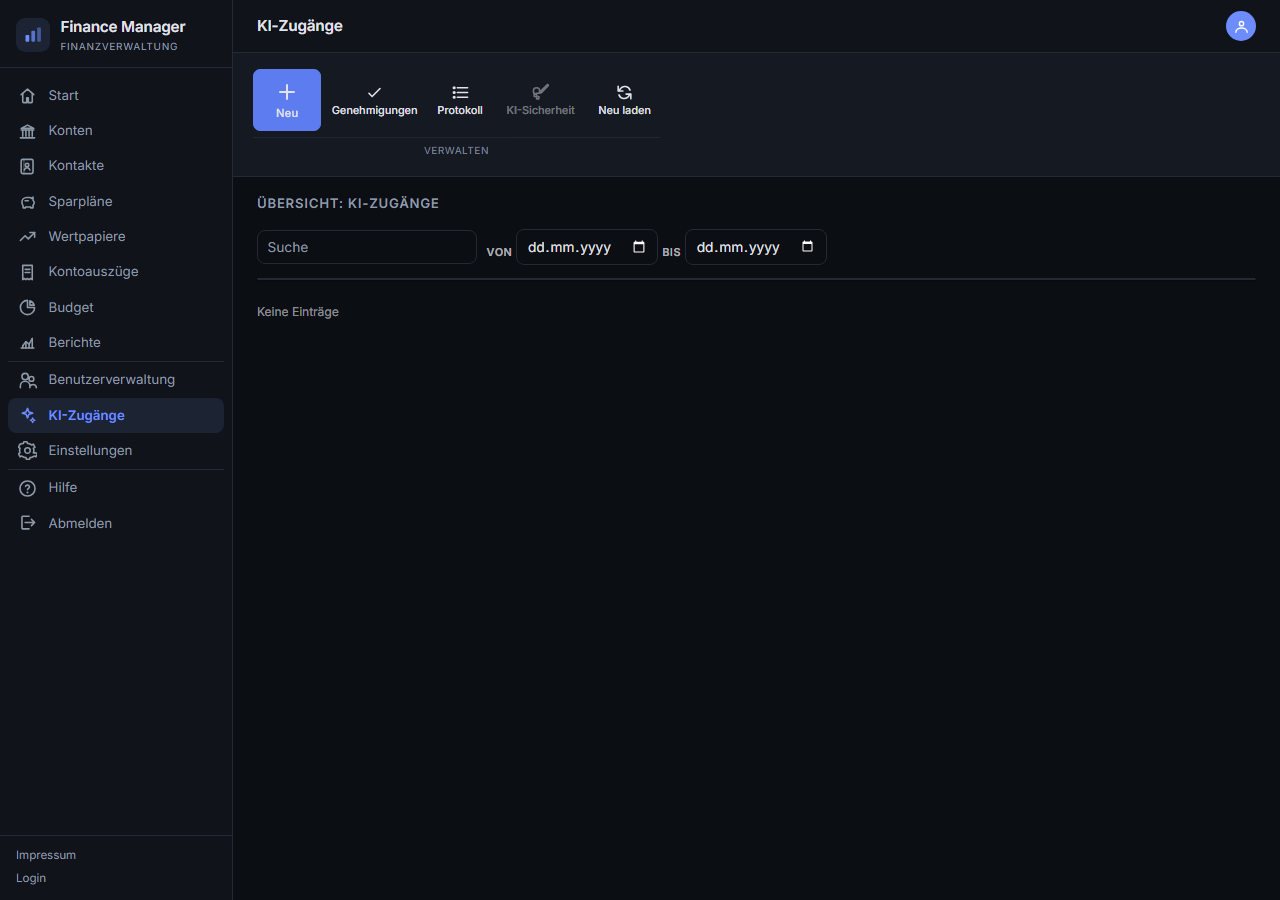 Finance Manager
FINANZVERWALTUNG
Start
Konten
Kontakte
Sparpläne
Wertpapiere
Kontoauszüge
Budget
Berichte
Benutzerverwaltung
KI-Zugänge
Einstellungen
Hilfe
Abmelden
Impressum
Login
KI-Zugänge
Neu
Genehmigungen
Protokoll
KI-Sicherheit
Neu laden
VERWALTEN
ÜBERSICHT: KI-ZUGÄNGE
Suche VON dd.mm.yyyy BIS dd.mm.yyyy
Keine Einträge